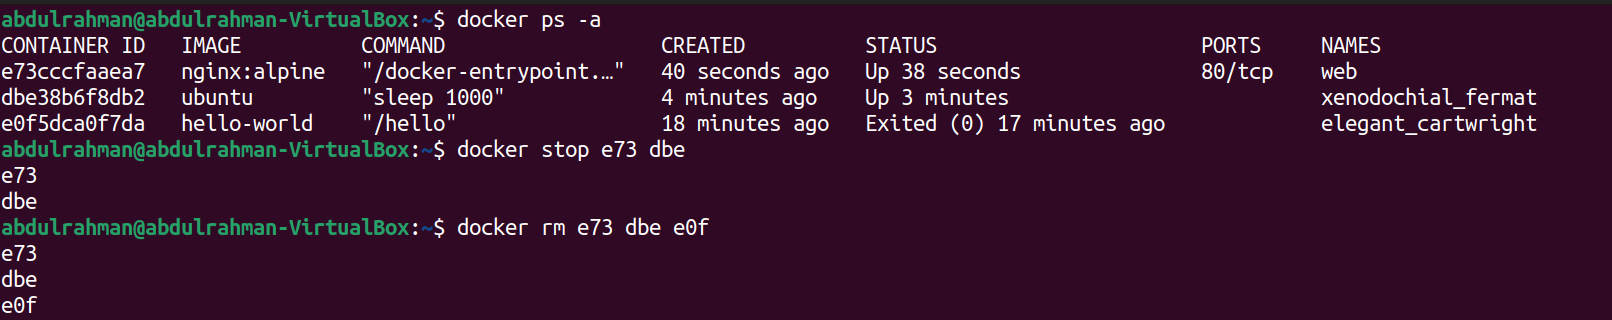 abdulrahman@abdulrahman-VirtualBox:~$ docker ps -a
CONTAINER ID   IMAGE          COMMAND                  CREATED          STATUS                      PORTS     NAMES
e73cccfaaea7   nginx:alpine   "/docker-entrypoint.…"   40 seconds ago   Up 38 seconds               80/tcp    web
dbe38b6f8db2   ubuntu         "sleep 1000"             4 minutes ago    Up 3 minutes                          xenodochial_fermat
e0f5dca0f7da   hello-world    "/hello"                 18 minutes ago   Exited (0) 17 minutes ago             elegant_cartwright
abdulrahman@abdulrahman-VirtualBox:~$ docker stop e73 dbe
e73
dbe
abdulrahman@abdulrahman-VirtualBox:~$ docker rm e73 dbe e0f
e73
dbe
e0f